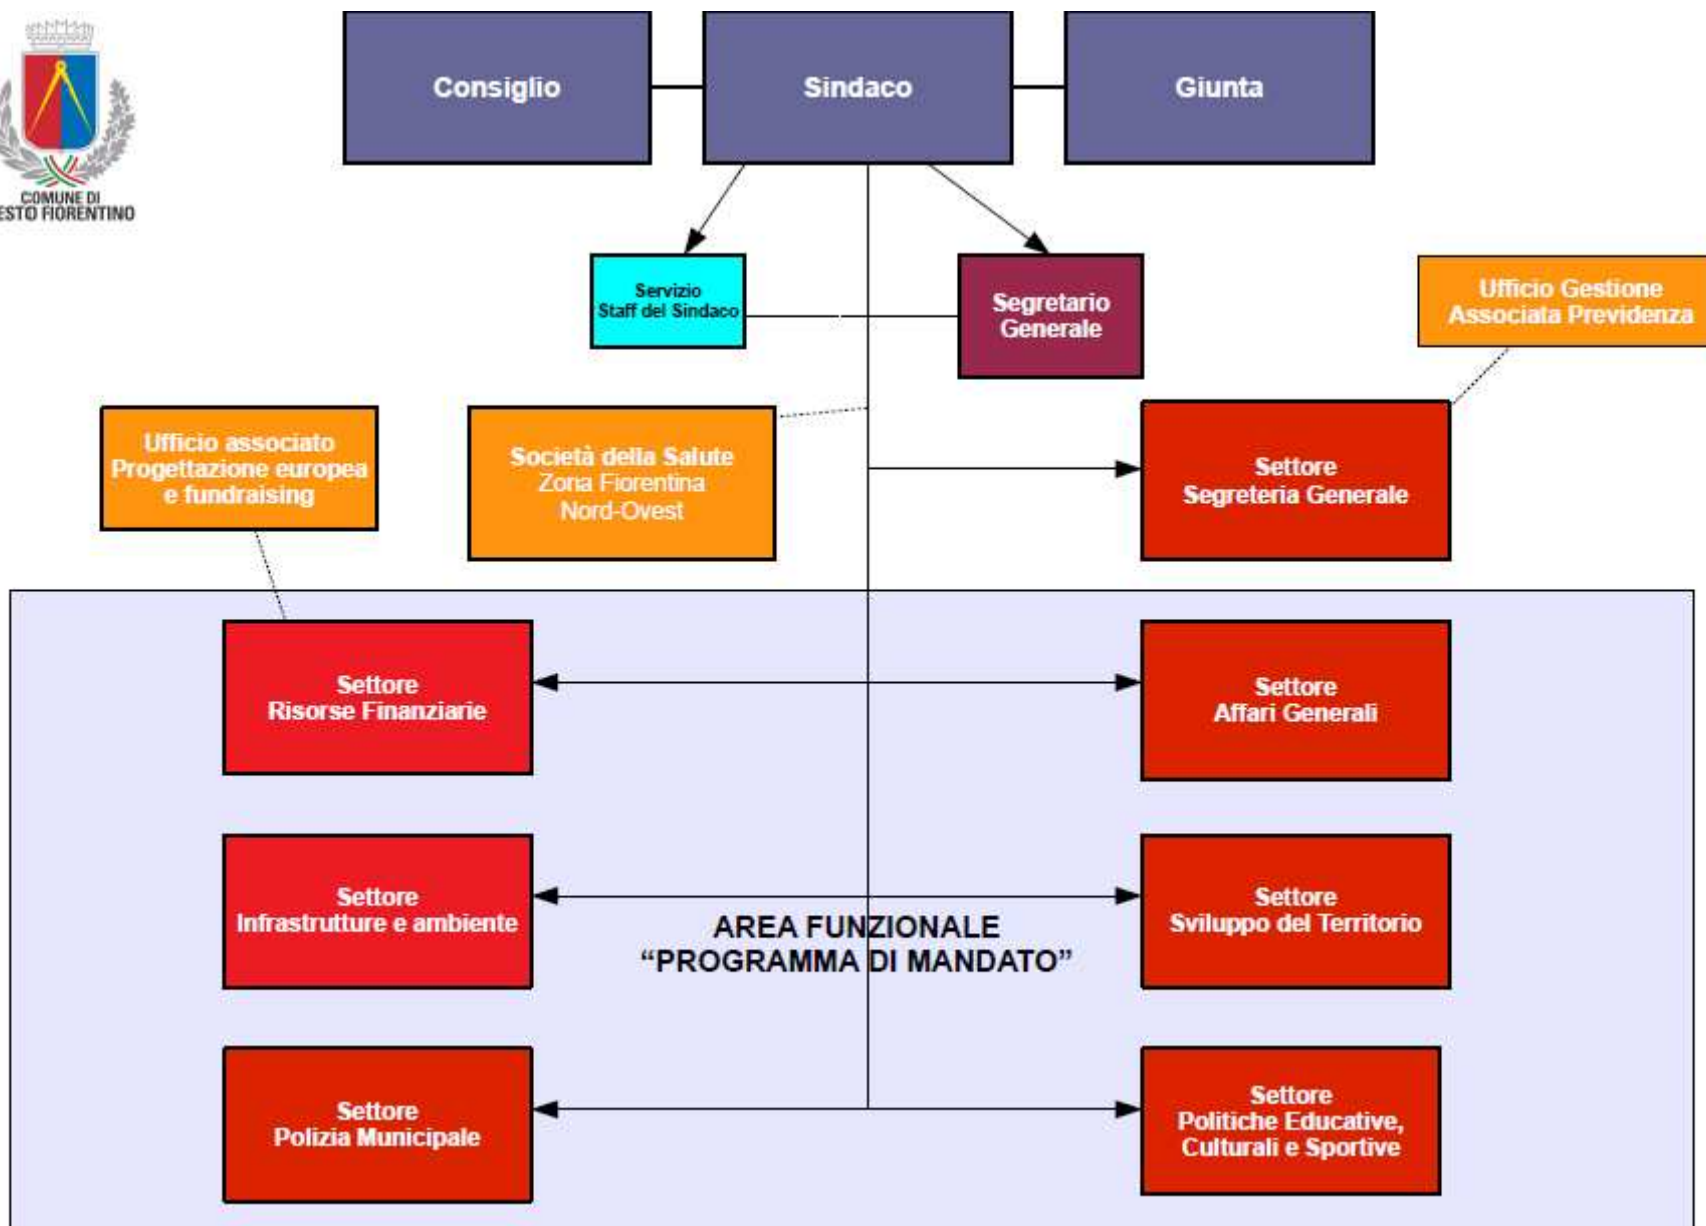 COMUNE DI
ESTO FIORENTINO
Consiglio
Sindaco
Giunta
Servizio
Staff del Sindaco
Segretario
Generale
Ufficio Gestione
Associata Previdenza
Ufficio associato
Progettazione europea
e fundraising
Società della Salute
Zona Fiorentina
Nord-Ovest
Settore
Segreteria Generale
Settore
Risorse Finanziarie
Settore
Affari Generali
Settore
Infrastrutture e ambiente
Settore
Sviluppo del Territorio
AREA FUNZIONALE
“PROGRAMMA DI MANDATO”
Settore
Polizia Municipale
Settore
Politiche Educative,
Culturali e Sportive